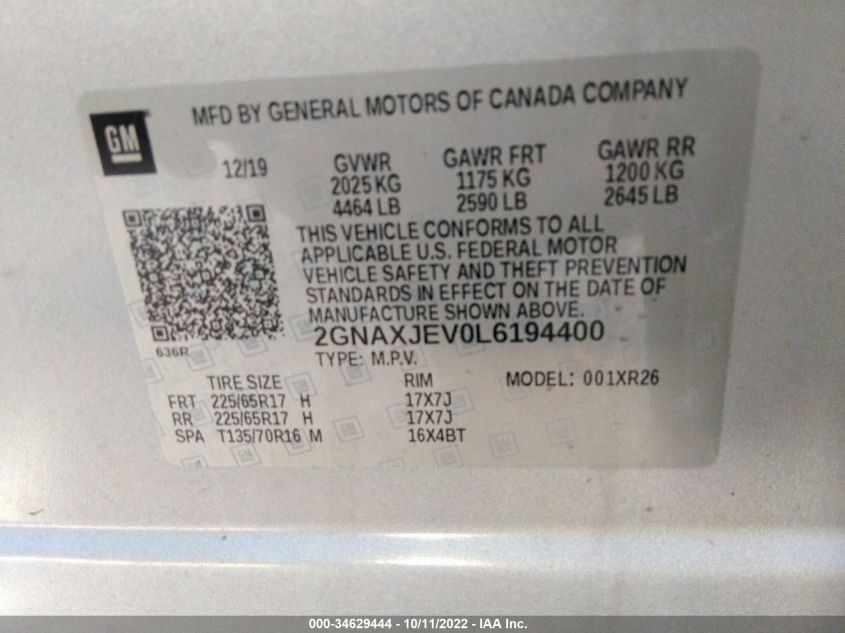 GM
MFD BY GENERAL MOTORS OF CANADA COMPANY
12/19 GVWR GAWR FRT GAWR RR
2025 KG 1175 KG 1200 KG
4464 LB 2590 LB 2645 LB
THIS VEHICLE CONFORMS TO ALL
APPLICABLE U.S. FEDERAL MOTOR
VEHICLE SAFETY AND THEFT PREVENTION
STANDARDS IN EFFECT ON THE DATE OF
MANUFACTURE SHOWN ABOVE.
2GNAXJEV0L6194400
636R
TYPE: M.P.V.
TIRE SIZE RIM MODEL: 001XR26
FRT 225/65R17 H 17X7J
RR 225/65R17 H 17X7J
SPA T135/70R16 M 16X4BT
000-34629444 - 10/11/2022 - IAA Inc.